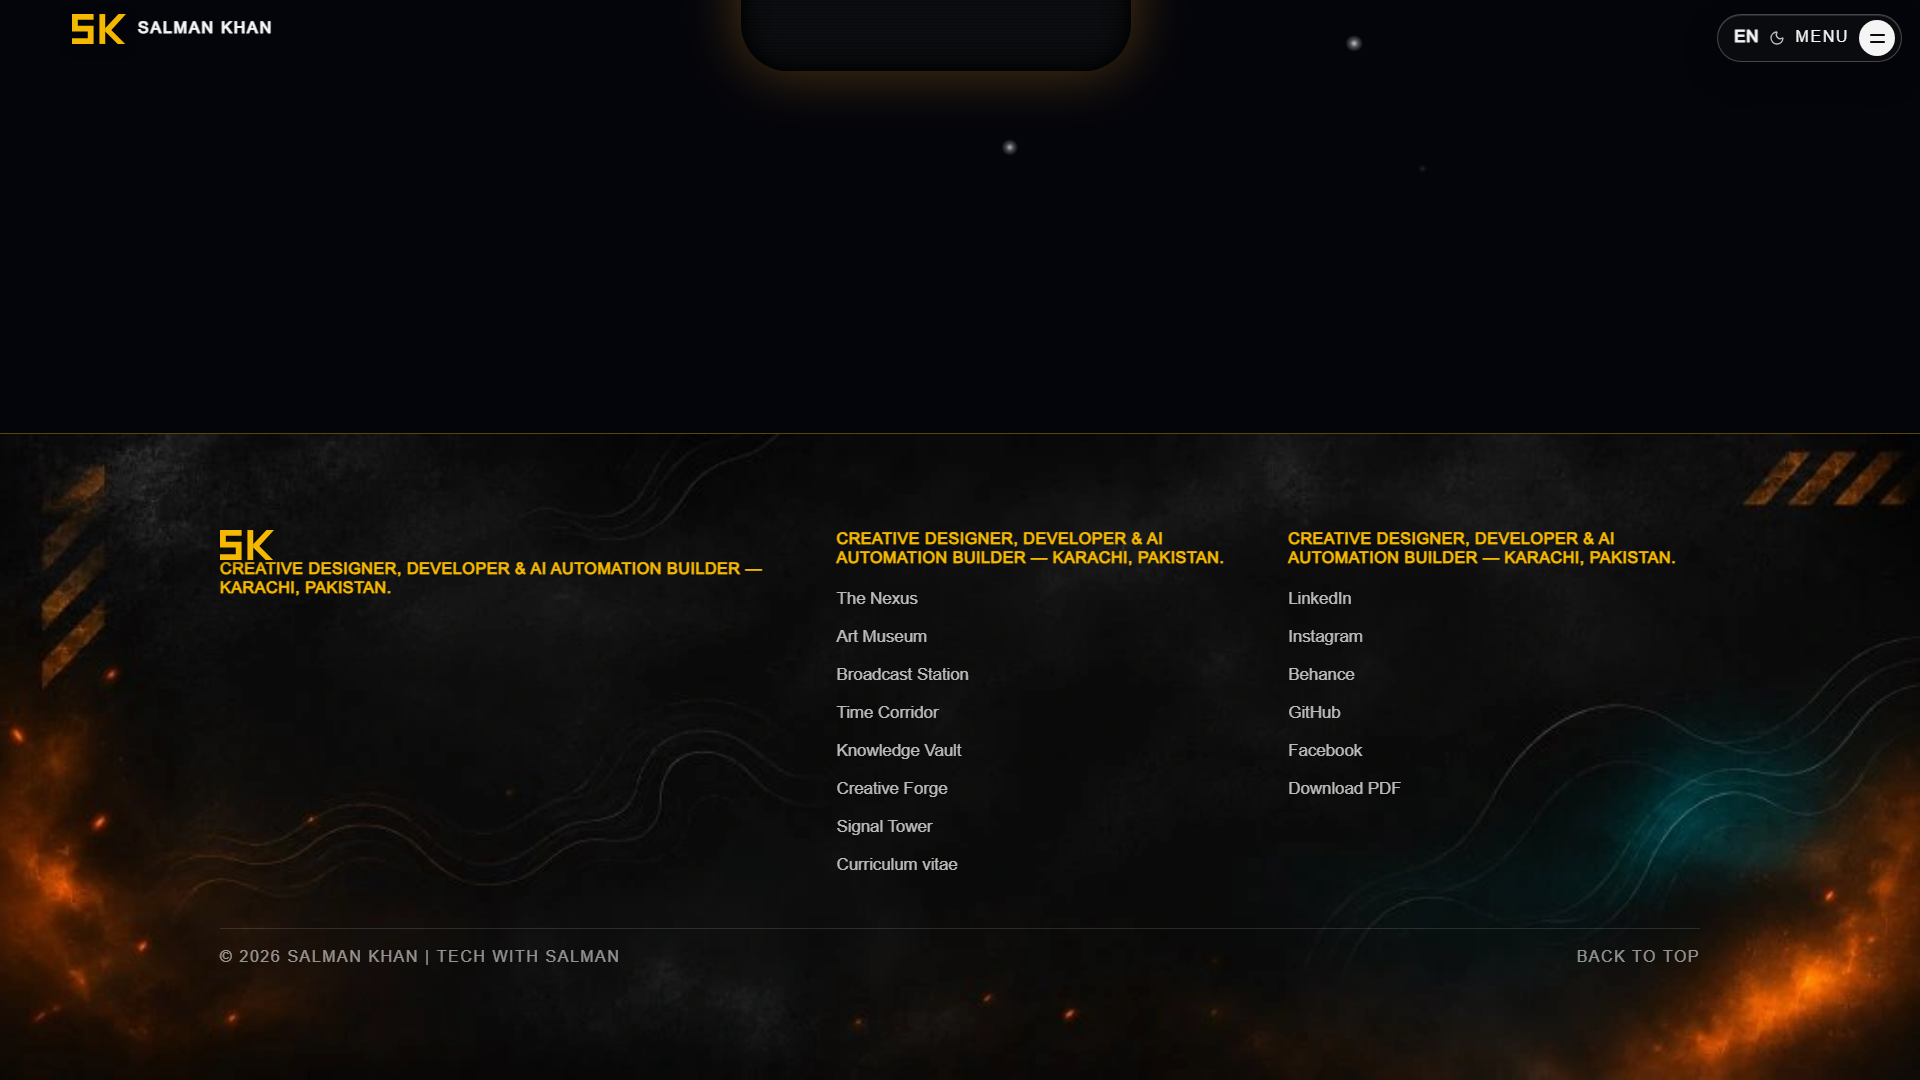 SK SALMAN KHAN
EN MENU
SK
CREATIVE DESIGNER, DEVELOPER & AI AUTOMATION BUILDER —
KARACHI, PAKISTAN.
CREATIVE DESIGNER, DEVELOPER & AI
AUTOMATION BUILDER — KARACHI, PAKISTAN.
The Nexus
Art Museum
Broadcast Station
Time Corridor
Knowledge Vault
Creative Forge
Signal Tower
Curriculum vitae
CREATIVE DESIGNER, DEVELOPER & AI
AUTOMATION BUILDER — KARACHI, PAKISTAN.
LinkedIn
Instagram
Behance
GitHub
Facebook
Download PDF
© 2026 SALMAN KHAN | TECH WITH SALMAN
BACK TO TOP